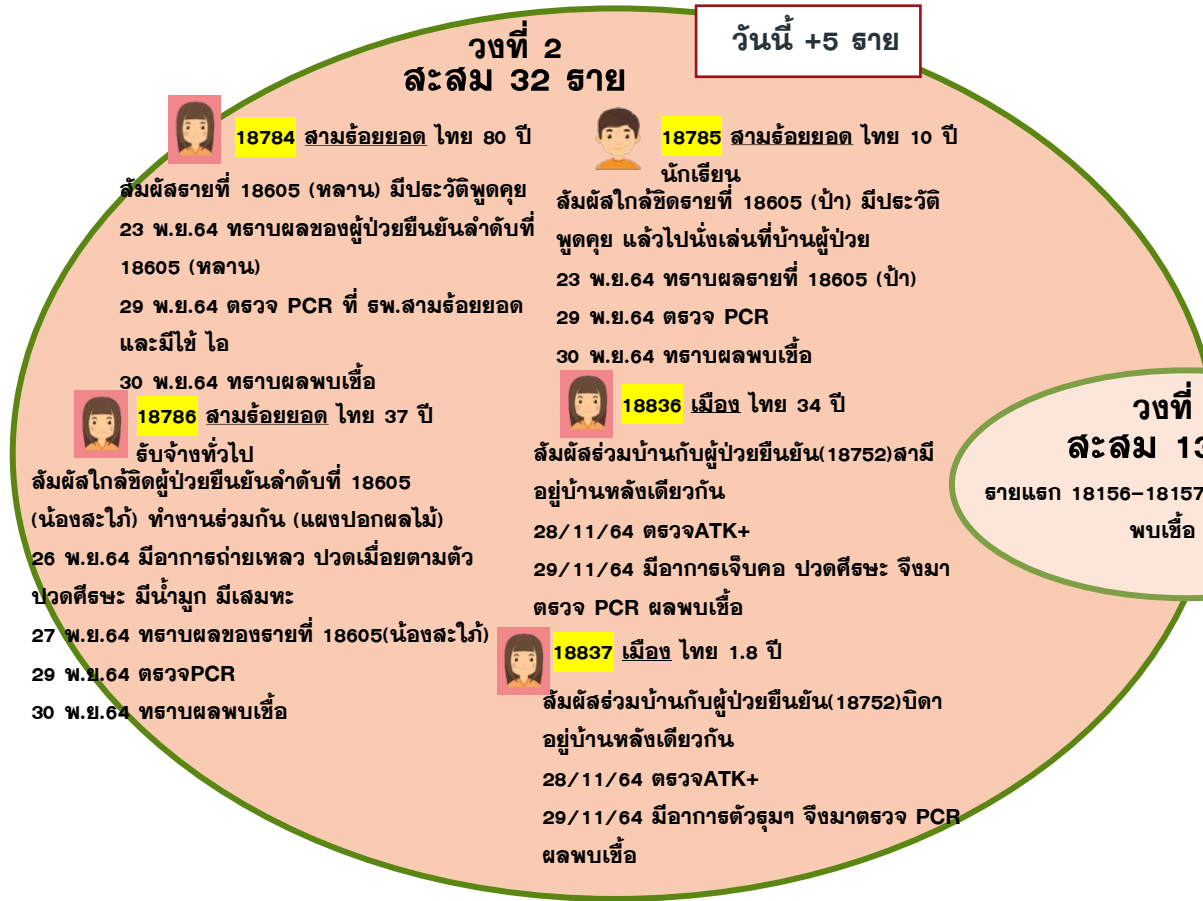 วันนี้ +5 ราย
วงที่ 2
สะสม 32 ราย
18784 สามร้อยยอด ไทย 80 ปี
สัมผัสรายที่ 18605 (หลาน) มีประวัติพูดคุย
23 พ.ย.64 ทราบผลของผู้ป่วยยืนยันลำดับที่
18605 (หลาน)
29 พ.ย.64 ตรวจ PCR ที่ รพ.สามร้อยยอด
และมีไข้ ไอ
30 พ.ย.64 ทราบผลพบเชื้อ
18785 สามร้อยยอด ไทย 10 ปี
นักเรียน
สัมผัสใกล้ชิดรายที่ 18605 (ป้า) มีประวัติ
พูดคุย แล้วไปนั่งเล่นที่บ้านผู้ป่วย
23 พ.ย.64 ทราบผลรายที่ 18605 (ป้า)
29 พ.ย.64 ตรวจ PCR
30 พ.ย.64 ทราบผลพบเชื้อ
18786 สามร้อยยอด ไทย 37 ปี
รับจ้างทั่วไป
สัมผัสใกล้ชิดผู้ป่วยยืนยันลำดับที่ 18605
(น้องสะใภ้) ทำงานร่วมกัน (แผงปอกผลไม้)
26 พ.ย.64 มีอาการถ่ายเหลว ปวดเมื่อยตามตัว
ปวดศีรษะ มีน้ำมูก มีเสมทะ
27 พ.ย.64 ทราบผลของรายที่ 18605(น้องสะใภ้)
29 พ.ย.64 ตรวจPCR
30 พ.ย.64 ทราบผลพบเชื้อ
18836 เมือง ไทย 34 ปี
สัมผัสร่วมบ้านกับผู้ป่วยยืนยัน(18752)สามี
อยู่บ้านหลังเดียวกัน
28/11/64 ตรวจATK+
29/11/64 มีอาการเจ็บคอ ปวดศีรษะ จึงมา
ตรวจ PCR ผลพบเชื้อ
18837 เมือง ไทย 1.8 ปี
สัมผัสร่วมบ้านกับผู้ป่วยยืนยัน(18752)บิดา
อยู่บ้านหลังเดียวกัน
28/11/64 ตรวจATK+
29/11/64 มีอาการตัวรุมๆ จึงมาตรวจ PCR
ผลพบเชื้อ
วงที่
สะสม 13
รายแรก 18156-18157
พบเชื้อ